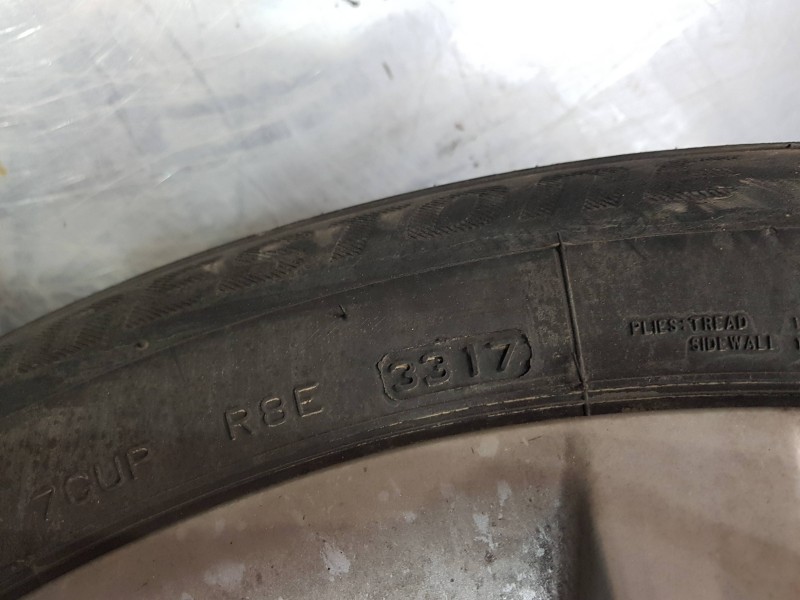 7CUP R8E 3317
PLIES: TREAD
SIDEWALL